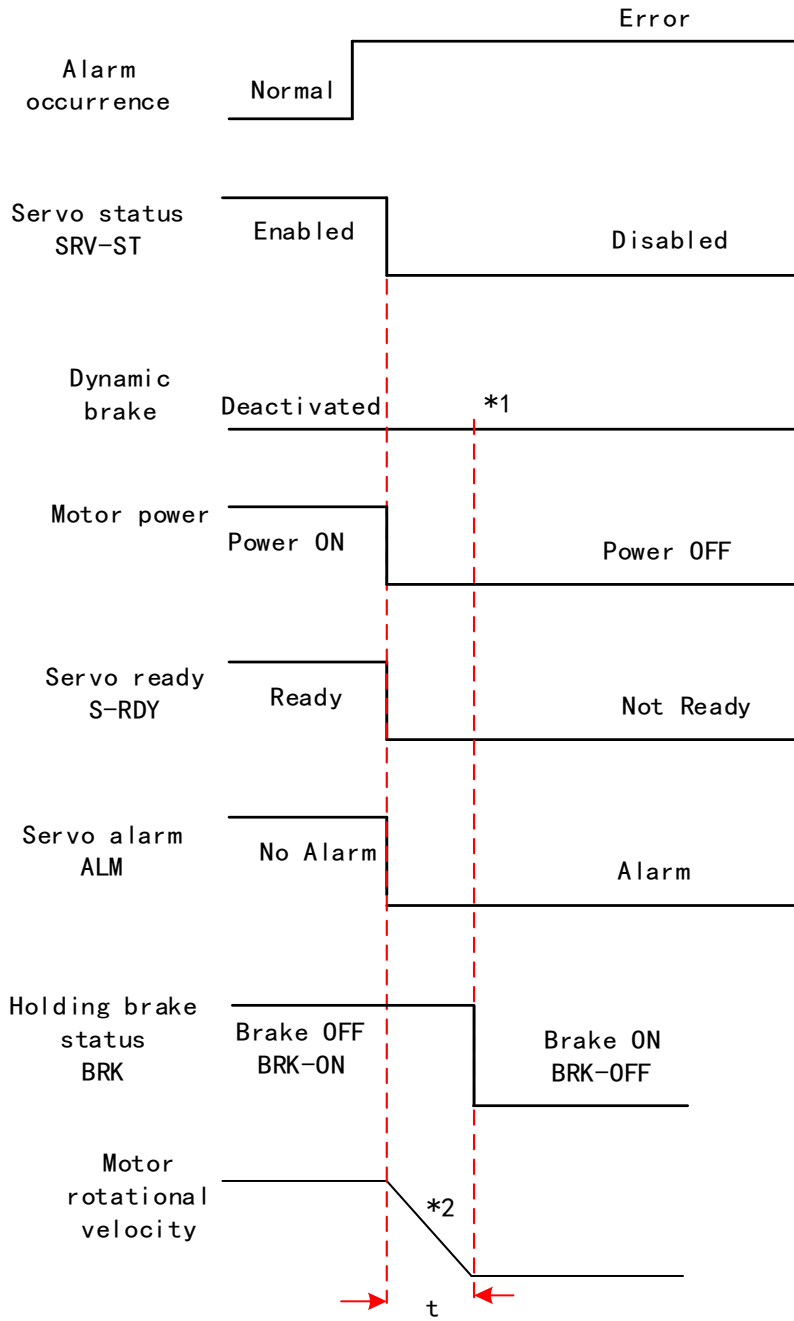 Error
Alarm
occurrence
Normal
Servo status
SRV-ST
Enabled
Disabled
Dynamic
brake
Deactivated
*1
Motor power
Power ON
Power OFF
Servo ready
S-RDY
Ready
Not Ready
Servo alarm
ALM
No Alarm
Alarm
Holding brake
status
BRK
Brake OFF
BRK-ON
Brake ON
BRK-OFF
Motor
rotational
velocity
*2
t